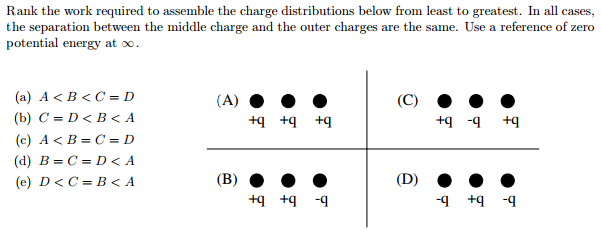 Rank the work required to assemble the charge distributions below from least to greatest. In all cases,
the separation between the middle charge and the outer charges are the same. Use a reference of zero
potential energy at ∞.
(a) A < B < C = D
(b) C = D < B < A
(c) A < B = C = D
(d) B = C = D < A
(e) D < C = B < A
(A)
+q +q +q
(C)
+q -q +q
(B)
+q +q -q
(D)
-q +q -q